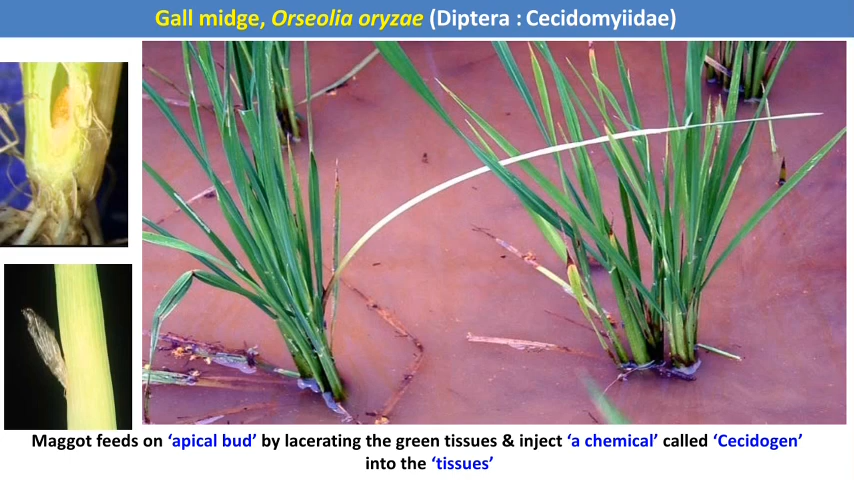 Gall midge, Orseolia oryzae (Diptera : Cecidomyiidae)
Maggot feeds on ‘apical bud’ by lacerating the green tissues & inject ‘a chemical’ called ‘Cecidogen’
into the ‘tissues’